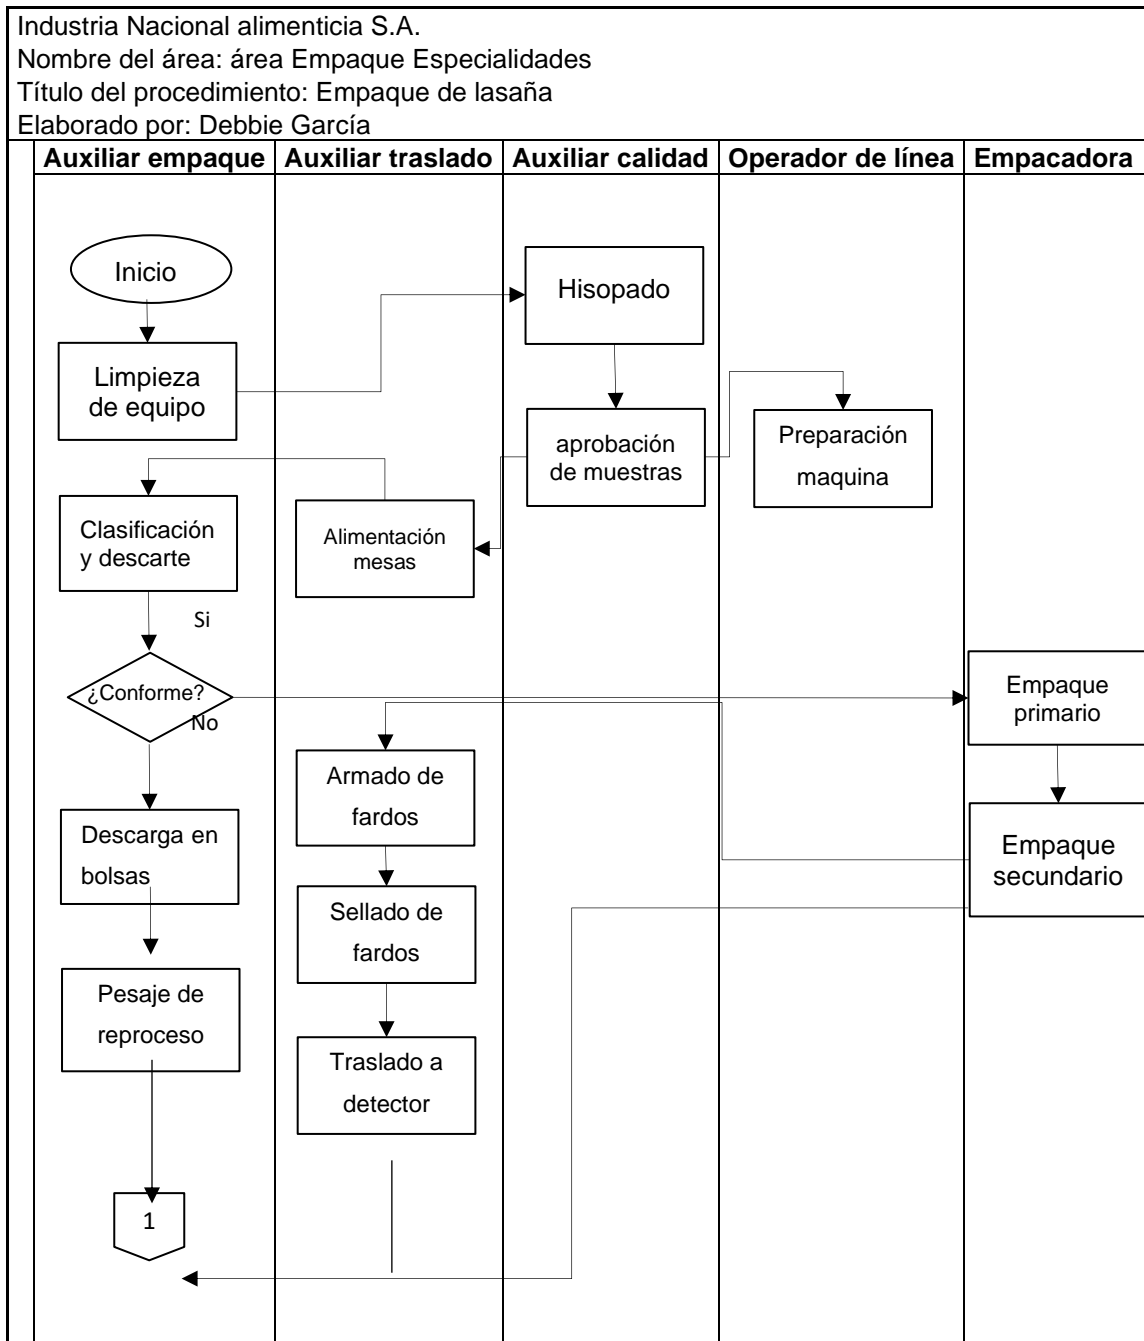 Industria Nacional alimenticia S.A.
Nombre del área: área Empaque Especialidades
Título del procedimiento: Empaque de lasaña
Elaborado por: Debbie García
Auxiliar empaque
Auxiliar traslado
Auxiliar calidad
Operador de línea
Empacadora
Inicio
Hisopado
Limpieza
de equipo
aprobación
de muestras
Preparación
maquina
Clasificación
y descarte
Alimentación
mesas
Si
¿Conforme?
No
Empaque
primario
Armado de
fardos
Descarga en
bolsas
Empaque
secundario
Sellado de
fardos
Pesaje de
reproceso
Traslado a
detector
1